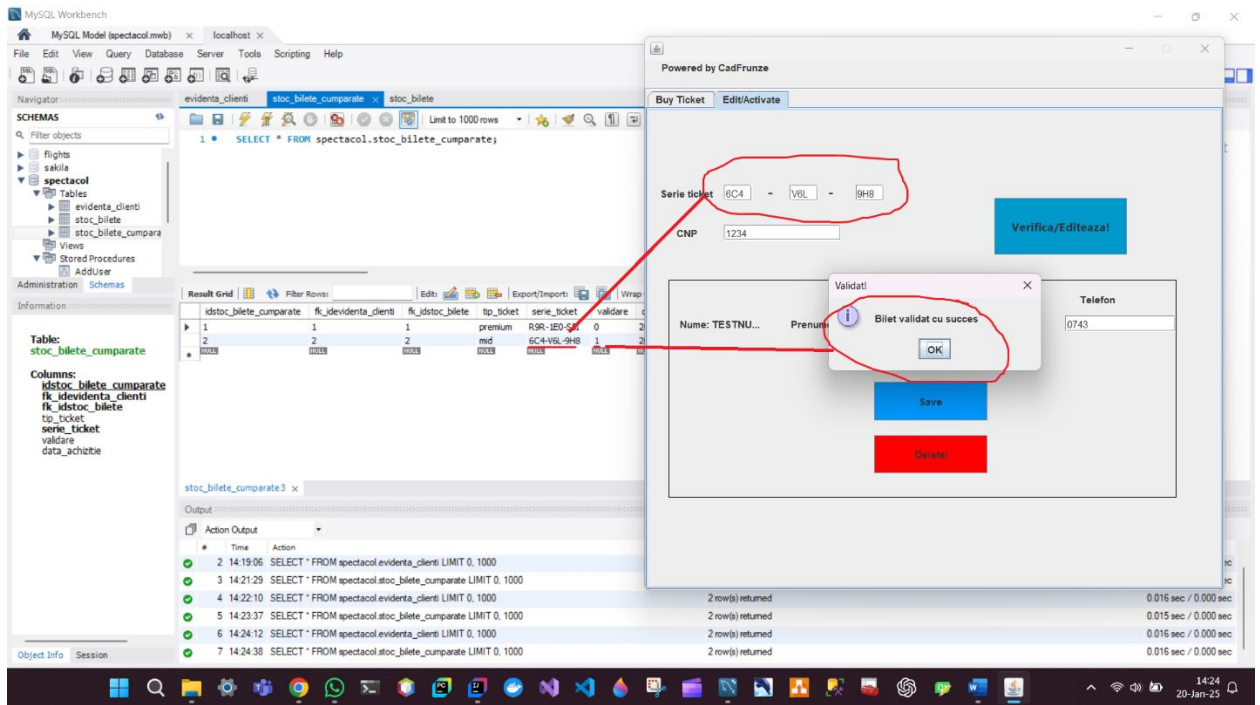 MySQL Workbench
MySQL Model (spectacol.mwb) × localhost ×
File Edit View Query Database Server Tools Scripting Help
Navigator
SCHEMAS
Filter objects
flights
sakila
spectacol
Tables
evidenta_clienti
stoc_bilete
stoc_bilete_cumpara
Views
Stored Procedures
AddUser
Administration Schemas
Information
Table:
stoc_bilete_cumparate
Columns:
idstoc_bilete_cumparate
fk_idevidenta_clienti
fk_idstoc_bilete
tip_ticket
serie_ticket
validare
data_achizitie
Object Info Session
evidenta_clienti stoc_bilete_cumparate × stoc_bilete
Limit to 1000 rows
1 SELECT * FROM spectacol.stoc_bilete_cumparate;
Result Grid Filter Rows: Edit: Export/Import: Wrap
idstoc_bilete_cumparate fk_idevidenta_clienti fk_idstoc_bilete tip_ticket serie_ticket validare
1 1 1 premium 0
2 2 2 mid 6C4-V6L-9H8 1
NULL NULL NULL NULL NULL NULL
stoc_bilete_cumparate 3 ×
Output
Action Output
# Time Action
2 14:19:06 SELECT * FROM spectacol.evidenta_clienti LIMIT 0, 1000
3 14:21:29 SELECT * FROM spectacol.stoc_bilete_cumparate LIMIT 0, 1000
4 14:22:10 SELECT * FROM spectacol.evidenta_clienti LIMIT 0, 1000 2 row(s) returned 0.016 sec / 0.000 sec
5 14:23:37 SELECT * FROM spectacol.stoc_bilete_cumparate LIMIT 0, 1000 2 row(s) returned 0.015 sec / 0.000 sec
6 14:24:12 SELECT * FROM spectacol.evidenta_clienti LIMIT 0, 1000 2 row(s) returned 0.016 sec / 0.000 sec
7 14:24:38 SELECT * FROM spectacol.stoc_bilete_cumparate LIMIT 0, 1000 2 row(s) returned 0.016 sec / 0.000 sec
Powered by CadFrunze
Buy Ticket Edit/Activate
Serie ticket 6C4 - V6L - 9H8
CNP 1234
Verifica/Editeaza!
Nume: TESTNU... Prenume
Telefon
0743
Validat!
Bilet validat cu succes
OK
Save
Delete!
14:24
20-Jan-25